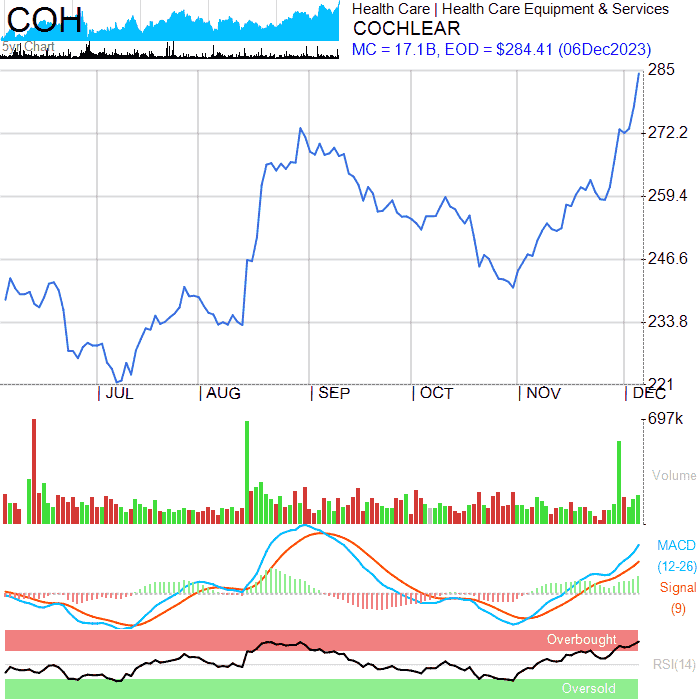 COH
5yr Chart
Health Care | Health Care Equipment & Services
COCHLEAR
MC = 17.1B, EOD = $284.41 (06Dec2023)
285
272.2
259.4
246.6
233.8
221
JUL
AUG
SEP
OCT
NOV
DEC
697k
Volume
MACD
(12-26)
Signal
(9)
Overbought
RSI(14)
Oversold